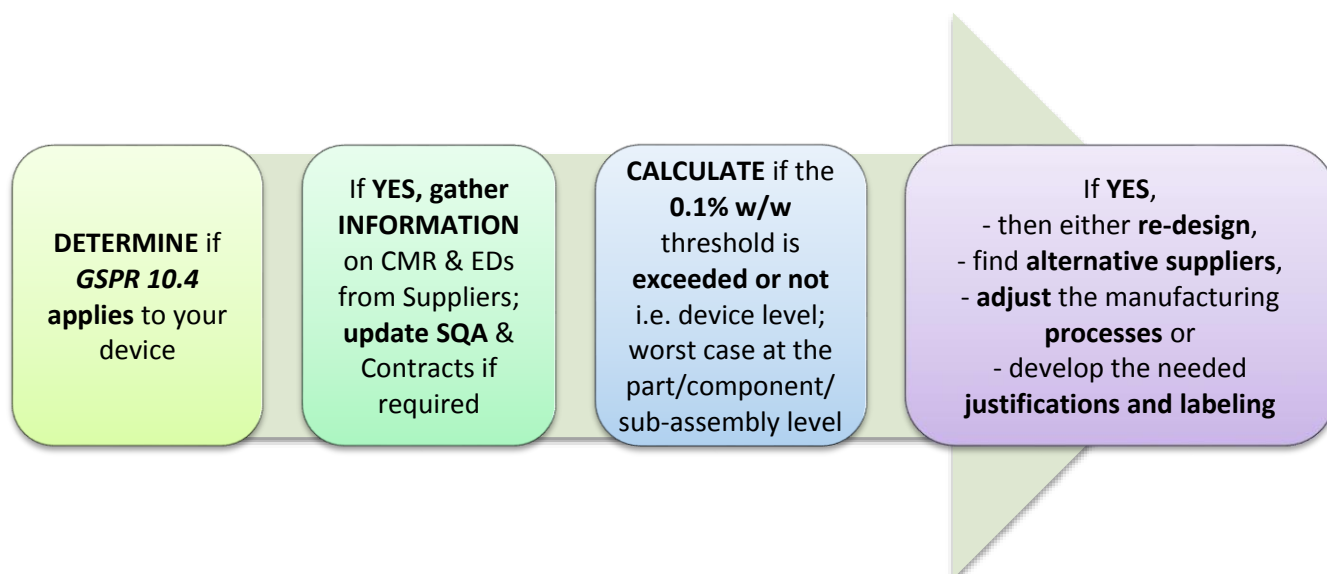 DETERMINE if
GSPR 10.4
applies to your
device
If YES, gather
INFORMATION
on CMR & EDs
from Suppliers;
update SQA &
Contracts if
required
CALCULATE if the
0.1% w/w
threshold is
exceeded or not
i.e. device level;
worst case at the
part/component/
sub-assembly level
If YES,
- then either re-design,
- find alternative suppliers,
- adjust the manufacturing
processes or
- develop the needed
justifications and labeling